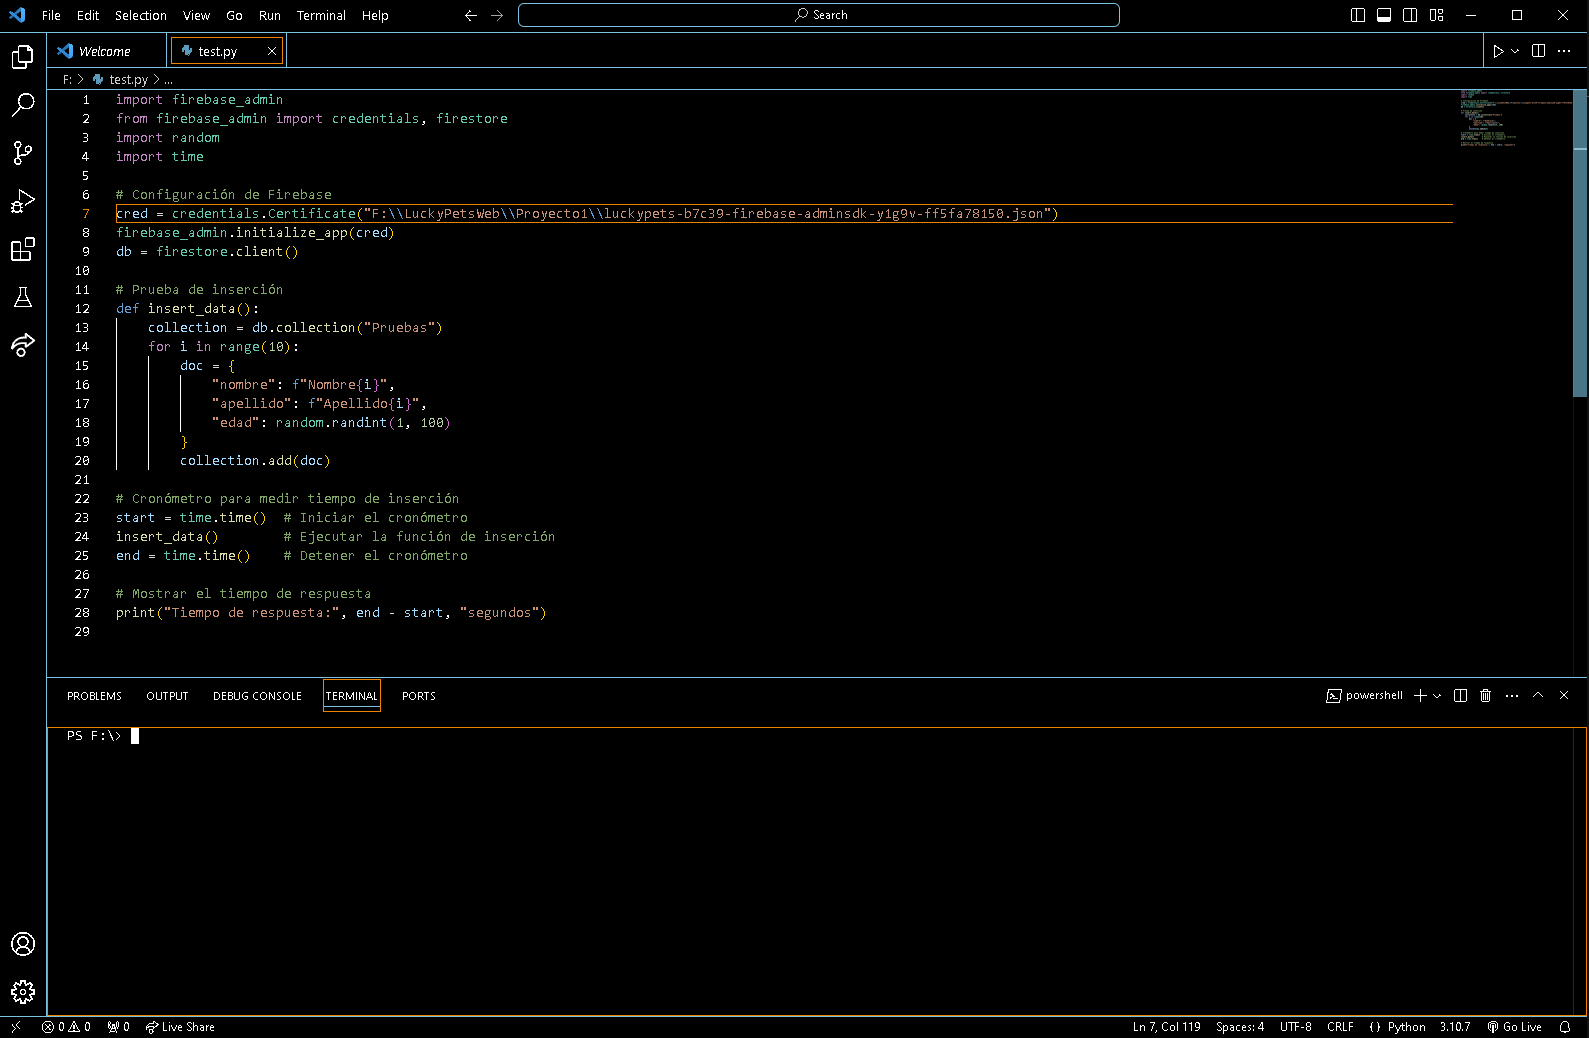 File Edit Selection View Go Run Terminal Help
Search
Welcome
test.py
F: > test.py > ...
1 import firebase_admin
2 from firebase_admin import credentials, firestore
3 import random
4 import time
5
6 # Configuración de Firebase
7 cred = credentials.Certificate("F:\\LuckyPetsWeb\\Proyecto1\\luckypets-b7c39-firebase-adminsdk-y1g9v-ff5fa78150.json")
8 firebase_admin.initialize_app(cred)
9 db = firestore.client()
10
11 # Prueba de inserción
12 def insert_data():
13     collection = db.collection("Pruebas")
14     for i in range(10):
15         doc = {
16             "nombre": f"Nombre{i}",
17             "apellido": f"Apellido{i}",
18             "edad": random.randint(1, 100)
19         }
20         collection.add(doc)
21
22 # Cronómetro para medir tiempo de inserción
23 start = time.time()  # Iniciar el cronómetro
24 insert_data()        # Ejecutar la función de inserción
25 end = time.time()    # Detener el cronómetro
26
27 # Mostrar el tiempo de respuesta
28 print("Tiempo de respuesta:", end - start, "segundos")
29
PROBLEMS OUTPUT DEBUG CONSOLE TERMINAL PORTS
powershell
PS F:\>
0 0 0 Live Share
Ln 7, Col 119 Spaces: 4 UTF-8 CRLF { } Python 3.10.7 Go Live